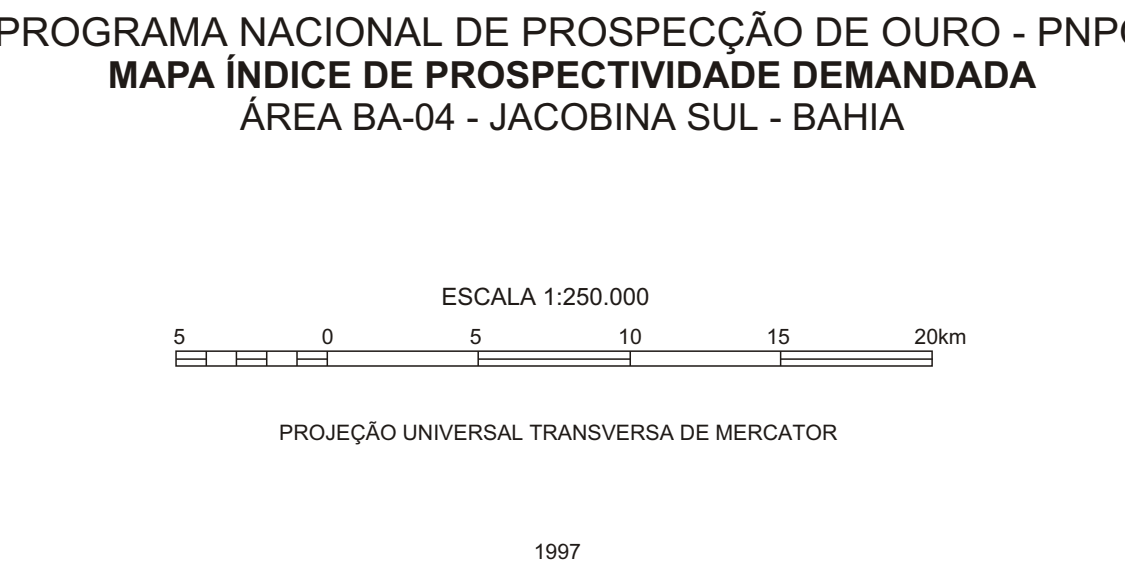 PROGRAMA NACIONAL DE PROSPECÇÃO DE OURO - PNPO
MAPA ÍNDICE DE PROSPECTIVIDADE DEMANDADA
ÁREA BA-04 - JACOBINA SUL - BAHIA
ESCALA 1:250.000
5 0 5 10 15 20km
PROJEÇÃO UNIVERSAL TRANSVERSA DE MERCATOR
1997